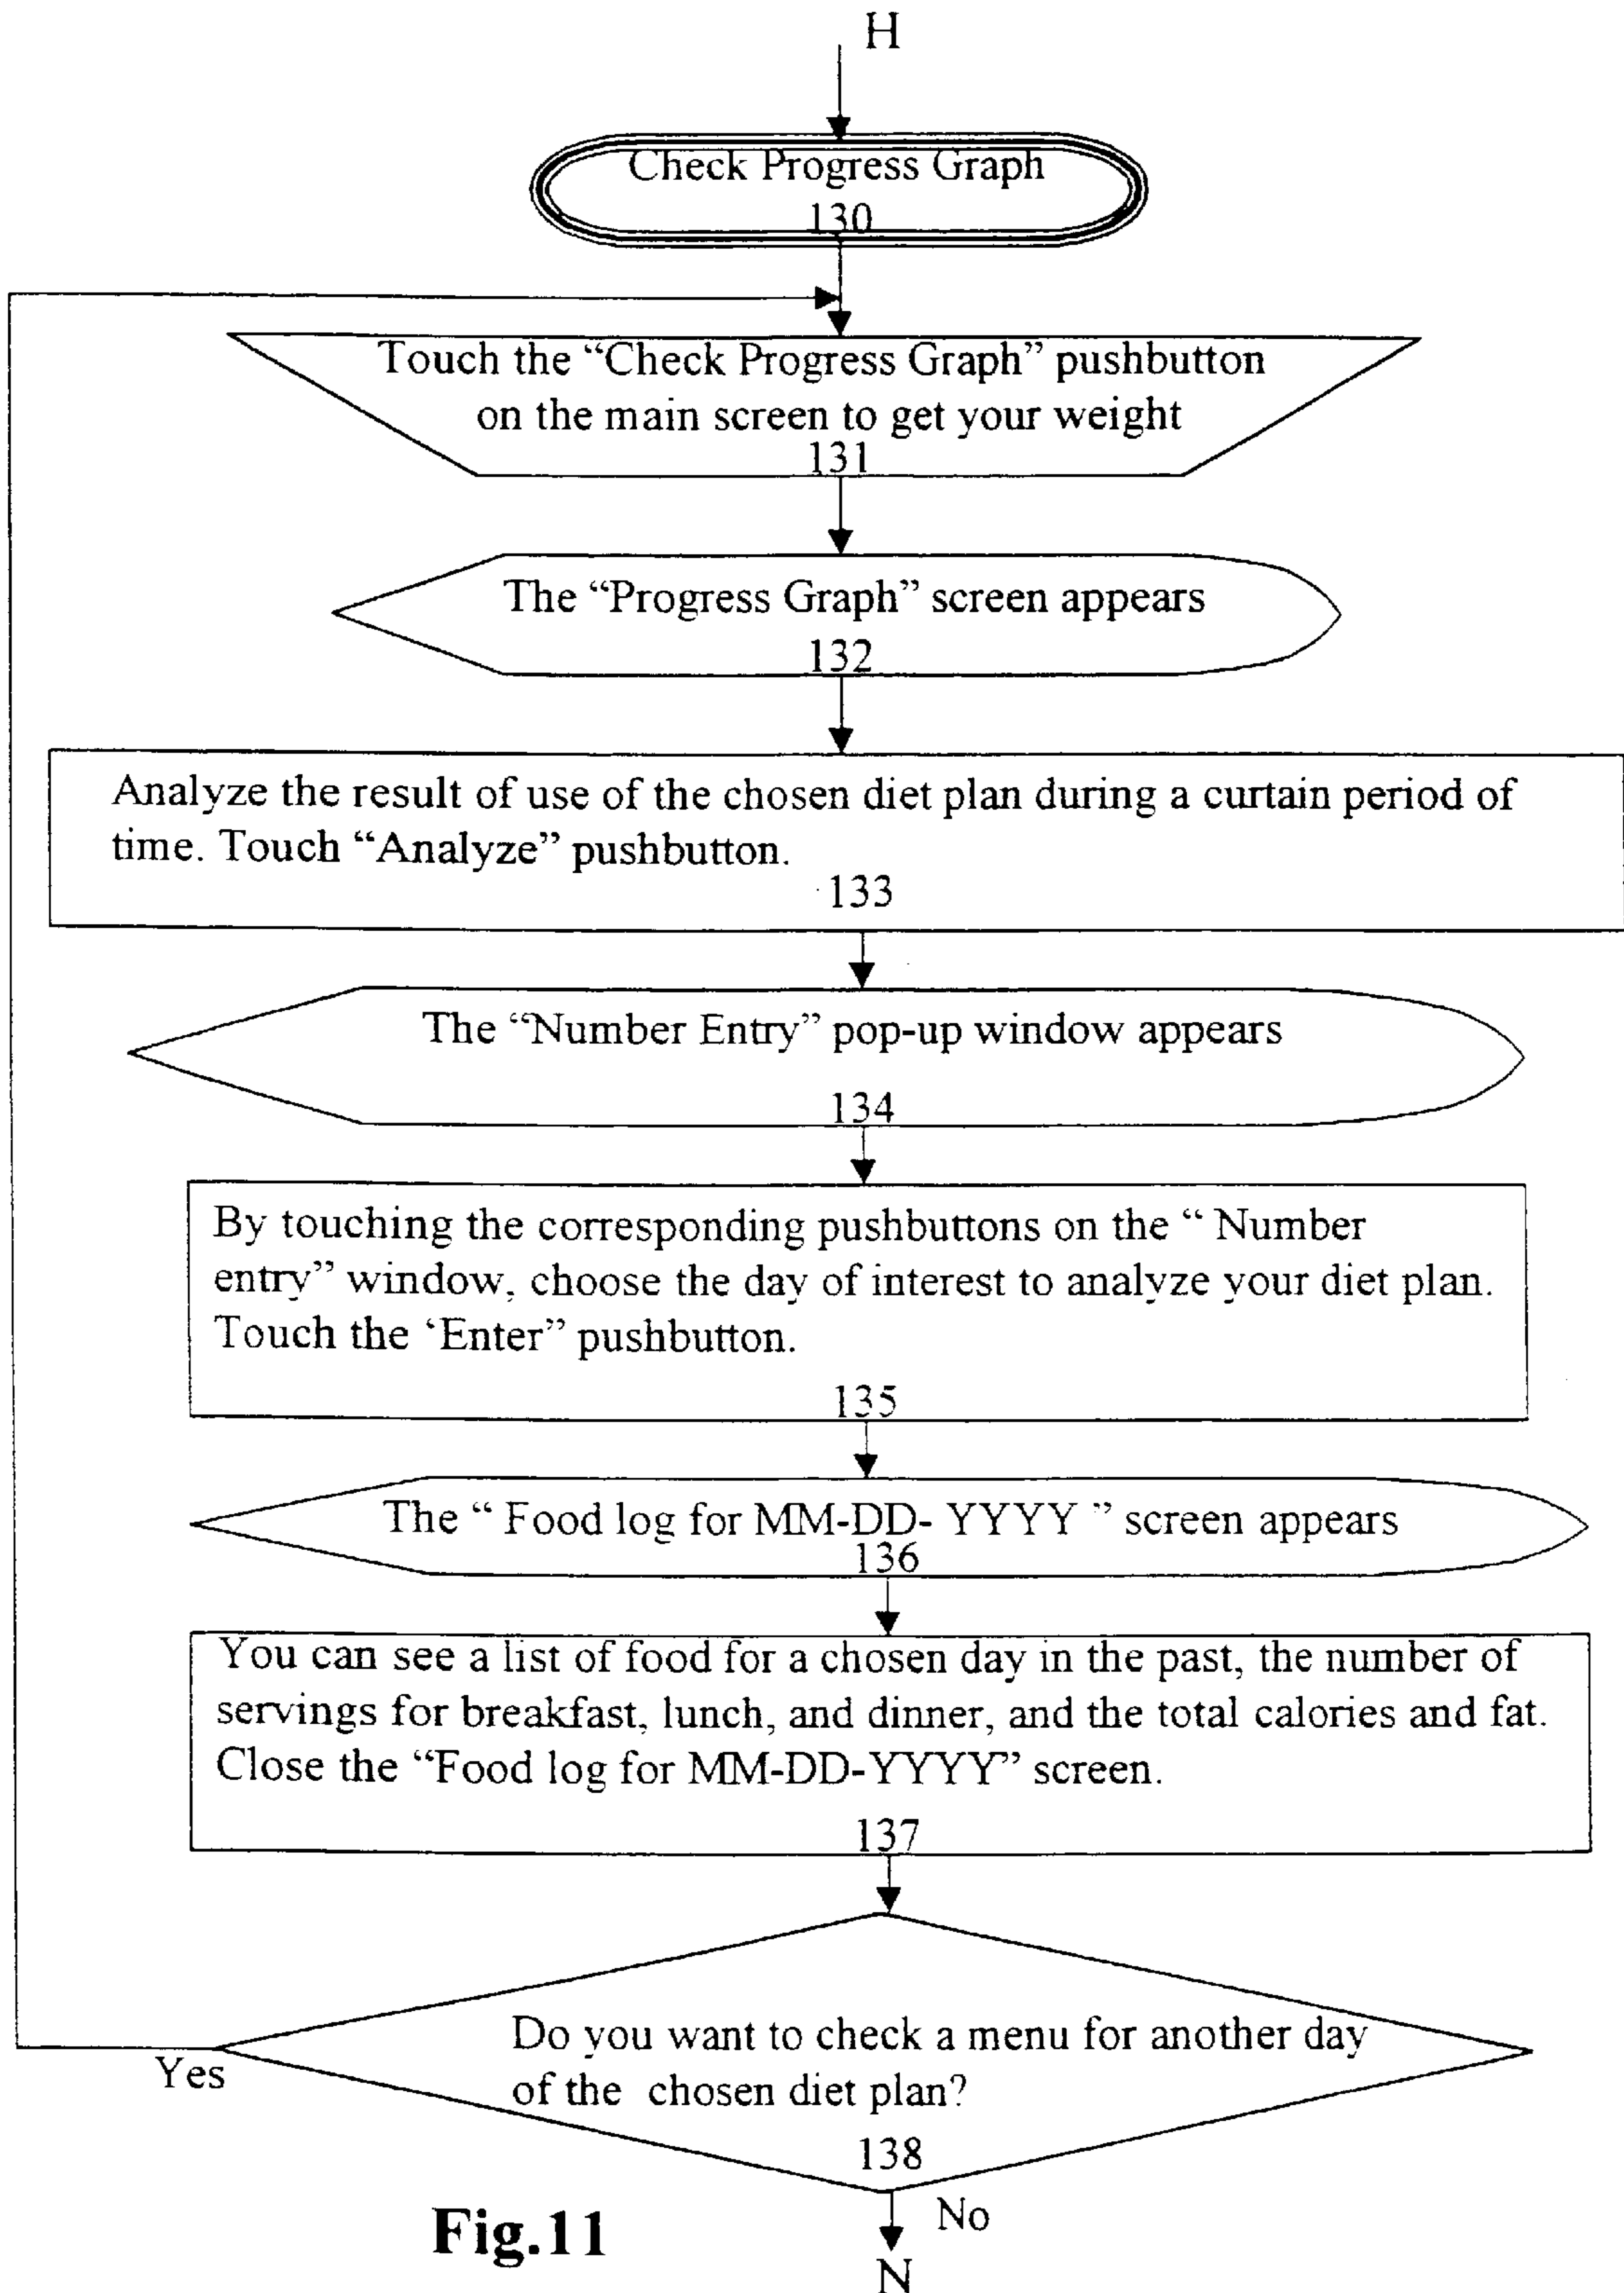 H
Check Progress Graph
130
Touch the “Check Progress Graph” pushbutton
on the main screen to get your weight
131
The “Progress Graph” screen appears
132
Analyze the result of use of the chosen diet plan during a curtain period of
time. Touch “Analyze” pushbutton.
133
The “Number Entry” pop-up window appears
134
By touching the corresponding pushbuttons on the “ Number
entry” window, choose the day of interest to analyze your diet plan.
Touch the ‘Enter” pushbutton.
135
The “ Food log for MM-DD- YYYY ” screen appears
136
You can see a list of food for a chosen day in the past, the number of
servings for breakfast, lunch, and dinner, and the total calories and fat.
Close the “Food log for MM-DD-YYYY” screen.
137
Do you want to check a menu for another day
of the chosen diet plan?
138
Yes
No
N
Fig.11